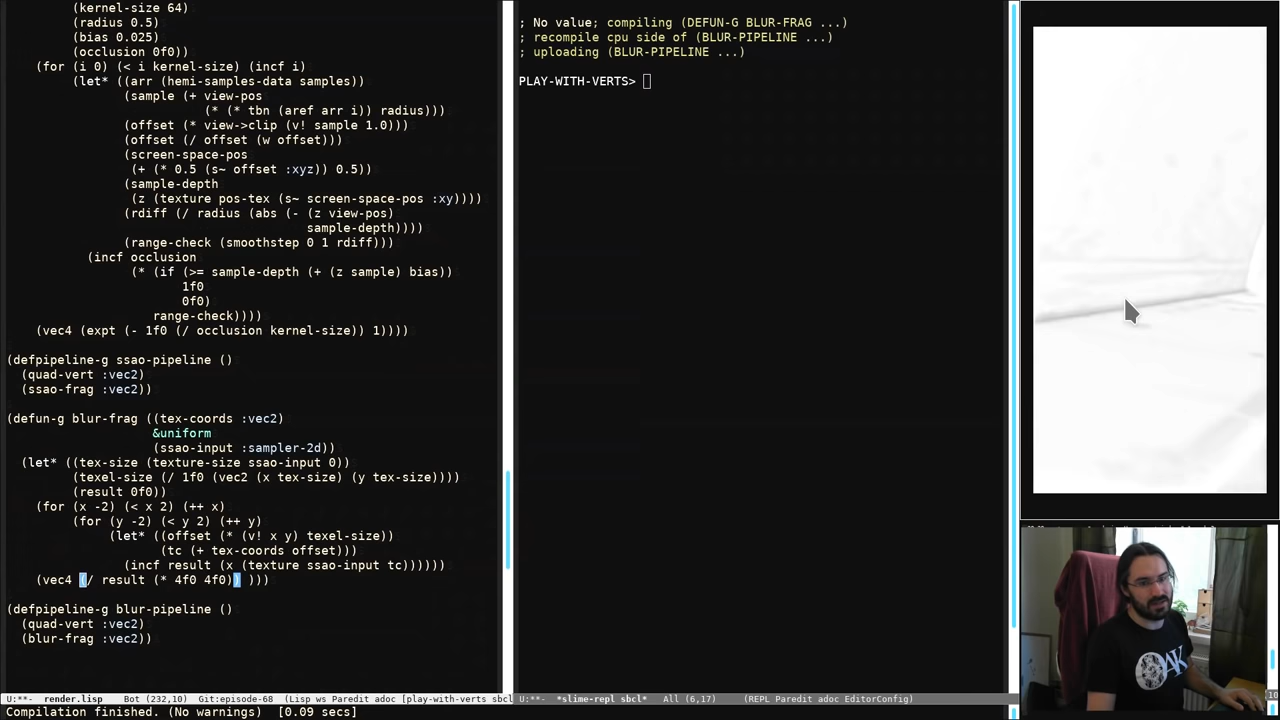 (kernel-size 64)
(radius 0.5)
(bias 0.025)
(occlusion 0f0))
(for (i 0) (< i kernel-size) (incf i)
(let* ((arr (hemi-samples-data samples))
(sample (+ view-pos
(* (* tbn (aref arr i)) radius)))
(offset (* view->clip (v! sample 1.0)))
(offset (/ offset (w offset)))
(screen-space-pos
(+ (* 0.5 (s~ offset :xyz)) 0.5))
(sample-depth
(z (texture pos-tex (s~ screen-space-pos :xy))))
(rdiff (/ radius (abs (- (z view-pos)
sample-depth))))
(range-check (smoothstep 0 1 rdiff)))
(incf occlusion
(* (if (>= sample-depth (+ (z sample) bias))
1f0
0f0)
range-check))))
(vec4 (expt (- 1f0 (/ occlusion kernel-size)) 1))))
(defpipeline-g ssao-pipeline ()
(quad-vert :vec2)
(ssao-frag :vec2))
(defun-g blur-frag ((tex-coords :vec2)
&uniform
(ssao-input :sampler-2d))
(let* ((tex-size (texture-size ssao-input 0))
(texel-size (/ 1f0 (vec2 (x tex-size) (y tex-size))))
(result 0f0))
(for (x -2) (< x 2) (++ x)
(for (y -2) (< y 2) (++ y)
(let* ((offset (* (v! x y) texel-size))
(tc (+ tex-coords offset)))
(incf result (x (texture ssao-input tc))))))
(vec4 (/ result (* 4f0 4f0)) )))
(defpipeline-g blur-pipeline ()
(quad-vert :vec2)
(blur-frag :vec2))
U:**- render.lisp Bot (232,10) Git:episode-68 (Lisp ws Paredit adoc [play-with-verts sbcl
Compilation finished. (No warnings) [0.09 secs]
; No value; compiling (DEFUN-G BLUR-FRAG ...)
; recompile cpu side of (BLUR-PIPELINE ...)
; uploading (BLUR-PIPELINE ...)
PLAY-WITH-VERTS>
U:**- *slime-repl sbcl* All (6,17) (REPL Paredit adoc EditorConfig)
OAK
10